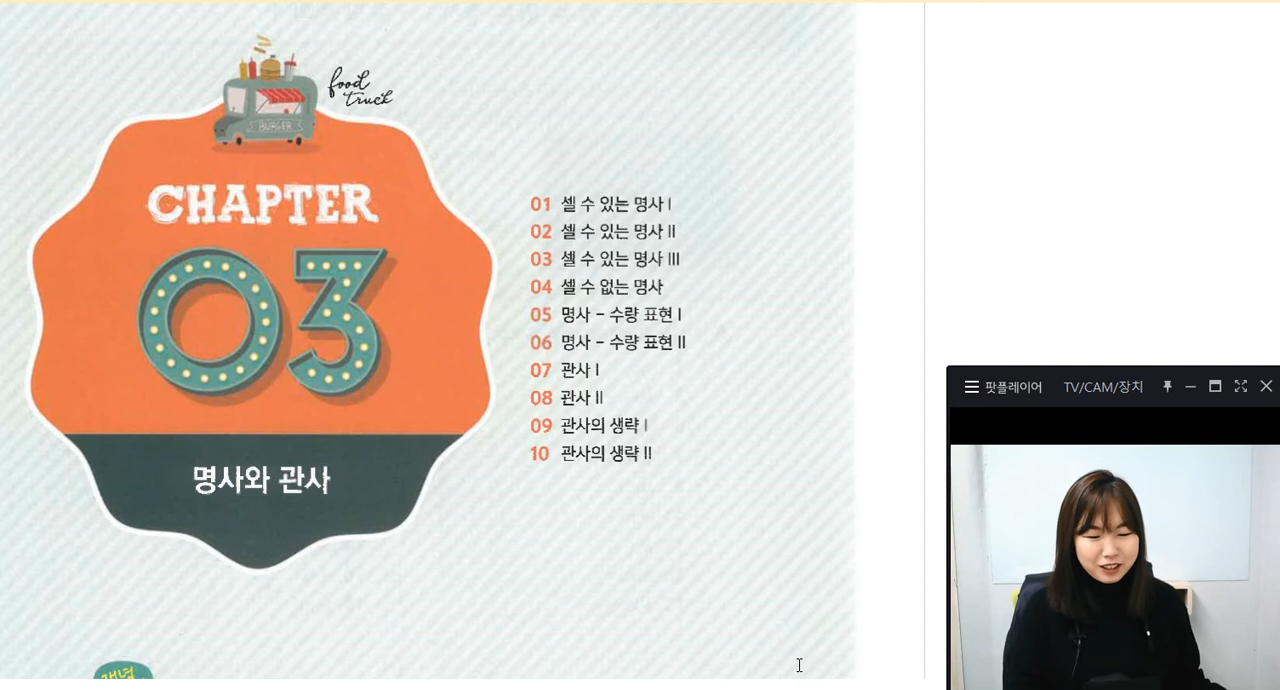 food
truck
BURGER
CHAPTER
03
명사와 관사
01 셀 수 있는 명사 I
02 셀 수 있는 명사 II
03 셀 수 있는 명사 III
04 셀 수 없는 명사
05 명사 - 수량 표현 I
06 명사 - 수량 표현 II
07 관사 I
08 관사 II
09 관사의 생략 I
10 관사의 생략 II
개념
팟플레이어 TV/CAM/장치